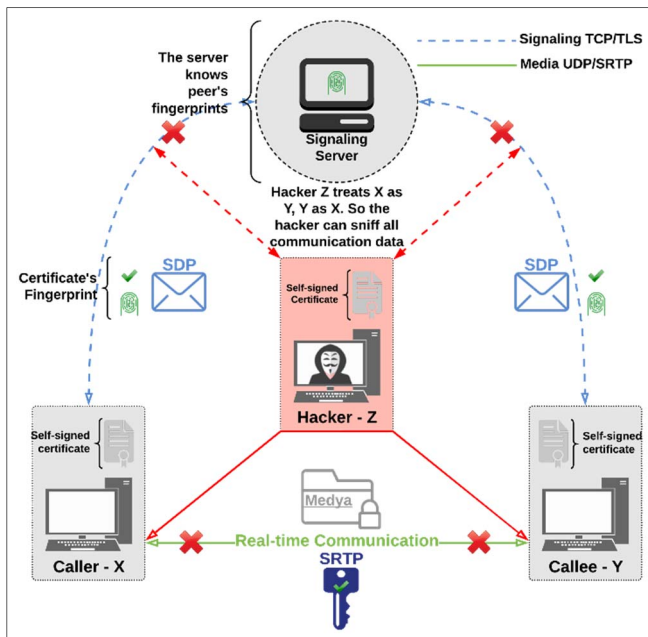 The server
knows
peer's
fingerprints
Signaling TCP/TLS
Media UDP/SRTP
Signaling
Server
Hacker Z treats X as
Y, Y as X. So the
hacker can sniff all
communication data
Certificate's
Fingerprint
SDP
SDP
Self-signed
Certificate
Hacker - Z
Self-signed
certificate
Caller - X
Self-signed
certificate
Callee - Y
Medya
Real-time Communication
SRTP